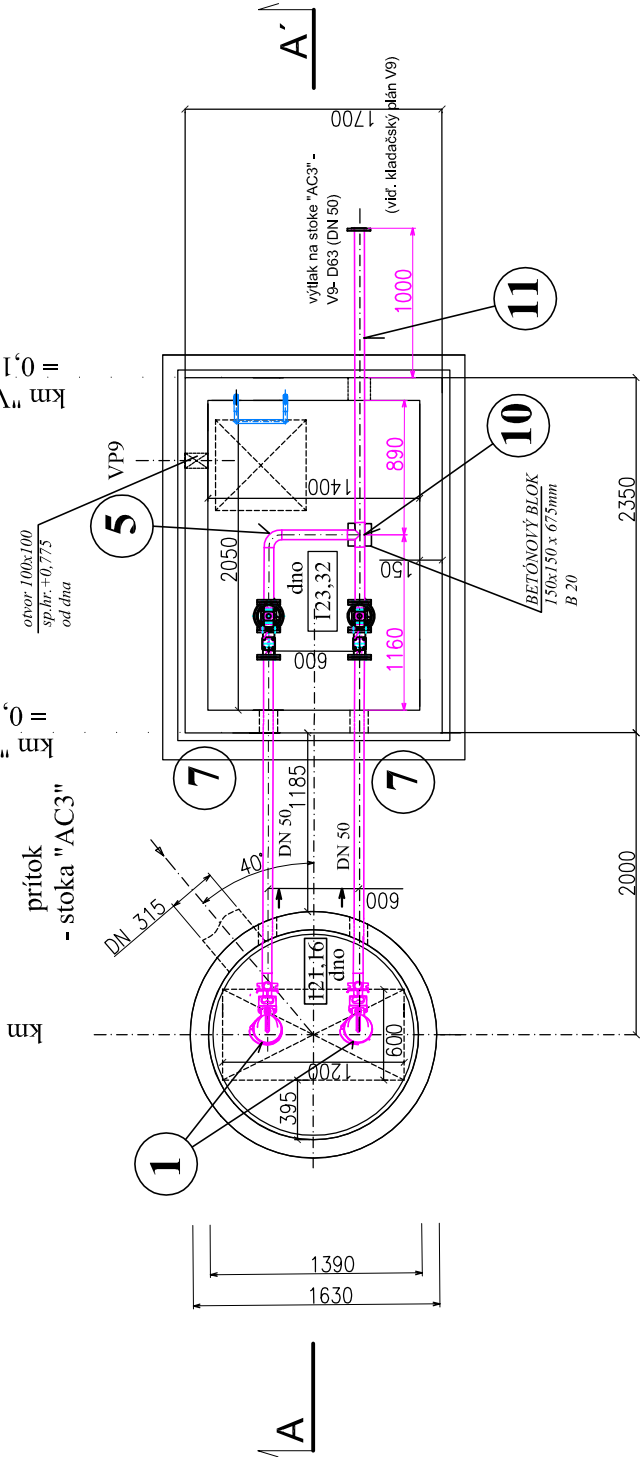 A
A´
km
prítok
- stoka "AC3"
km "
= 0,
km "V
= 0,1
VP9
otvor 100x100
sp.hr.+0,775
od dna
výtlak na stoke "AC3" -
V9- D63 (DN 50)
(viď. kladačský plán V9)
BETÓNOVÝ BLOK
150x150 x 675mm
B 20
DN 315
40°
DN 50
DN 50
dno
123,32
121,16
dno
1
5
7
7
10
11
1390
1630
395
1200
600
600
600
1185
2050
1400
150
1160
890
1000
1700
2000
2350